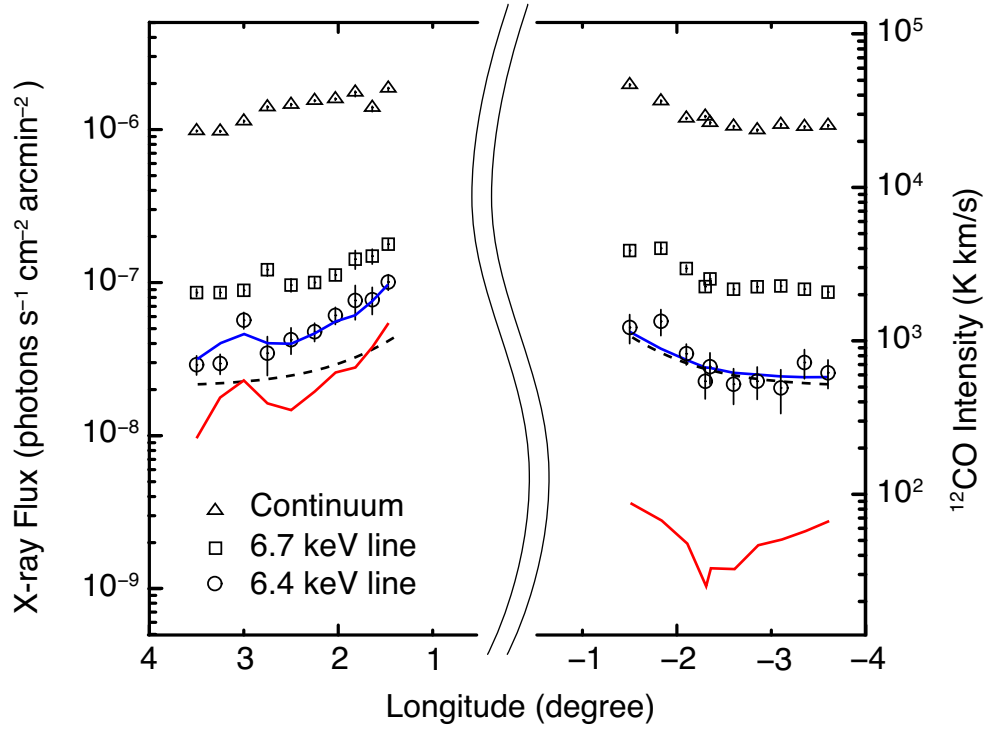 10⁻⁶
10⁻⁷
10⁻⁸
10⁻⁹
X-ray Flux (photons s⁻¹ cm⁻² arcmin⁻²)
10⁵
10⁴
10³
10²
¹²CO Intensity (K km/s)
Continuum
6.7 keV line
6.4 keV line
4 3 2 1 −1 −2 −3 −4
Longitude (degree)